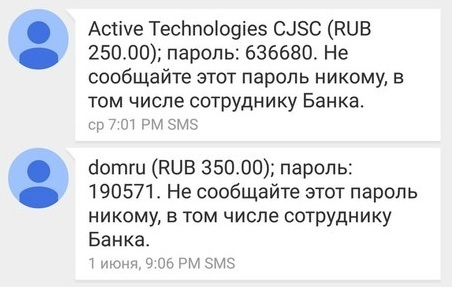 Active Technologies CJSC (RUB
250.00); пароль: 636680. Не
сообщайте этот пароль никому, в
том числе сотруднику Банка.
ср 7:01 PM SMS
domru (RUB 350.00); пароль:
190571. Не сообщайте этот пароль
никому, в том числе сотруднику
Банка.
1 июня, 9:06 PM SMS